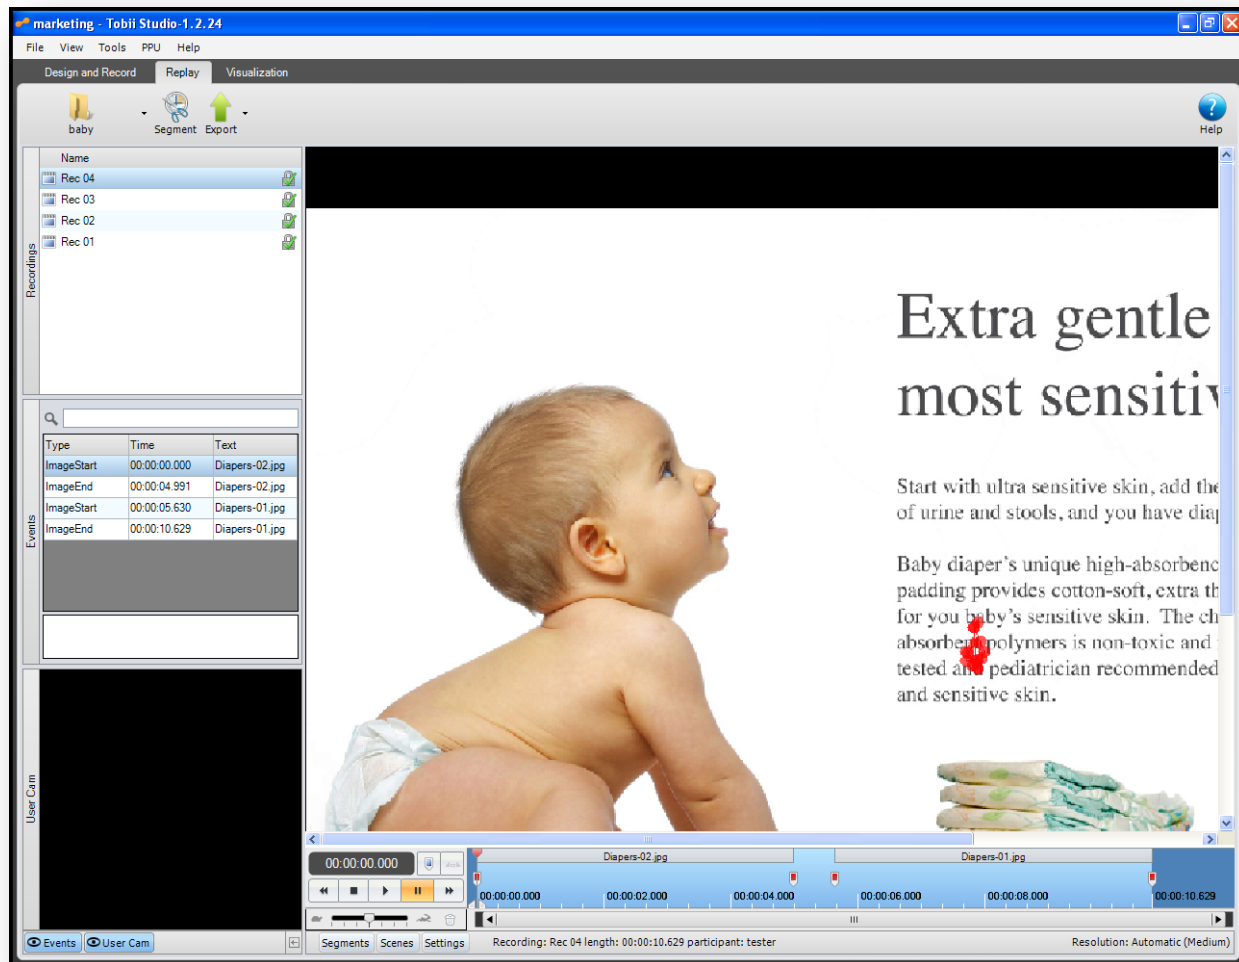 marketing - Tobii Studio-1.2.24
File View Tools PPU Help
Design and Record Replay Visualization
baby Segment Export Help
Recordings
Name
Rec 04
Rec 03
Rec 02
Rec 01
Events
Type Time Text
ImageStart 00:00:00.000 Diapers-02.jpg
ImageEnd 00:00:04.991 Diapers-02.jpg
ImageStart 00:00:05.630 Diapers-01.jpg
ImageEnd 00:00:10.629 Diapers-01.jpg
User Cam
Extra gentle
most sensitiv
Start with ultra sensitive skin, add the
of urine and stools, and you have diap
Baby diaper's unique high-absorbenc
padding provides cotton-soft, extra th
for you baby's sensitive skin. The ch
absorbent polymers is non-toxic and
tested and pediatrician recommended
and sensitive skin.
00:00:00.000
Diapers-02.jpg Diapers-01.jpg
00:00:00.000 00:00:02.000 00:00:04.000 00:00:06.000 00:00:08.000 00:00:10.629
Events User Cam
Segments Scenes Settings Recording: Rec 04 length: 00:00:10.629 participant: tester Resolution: Automatic (Medium)